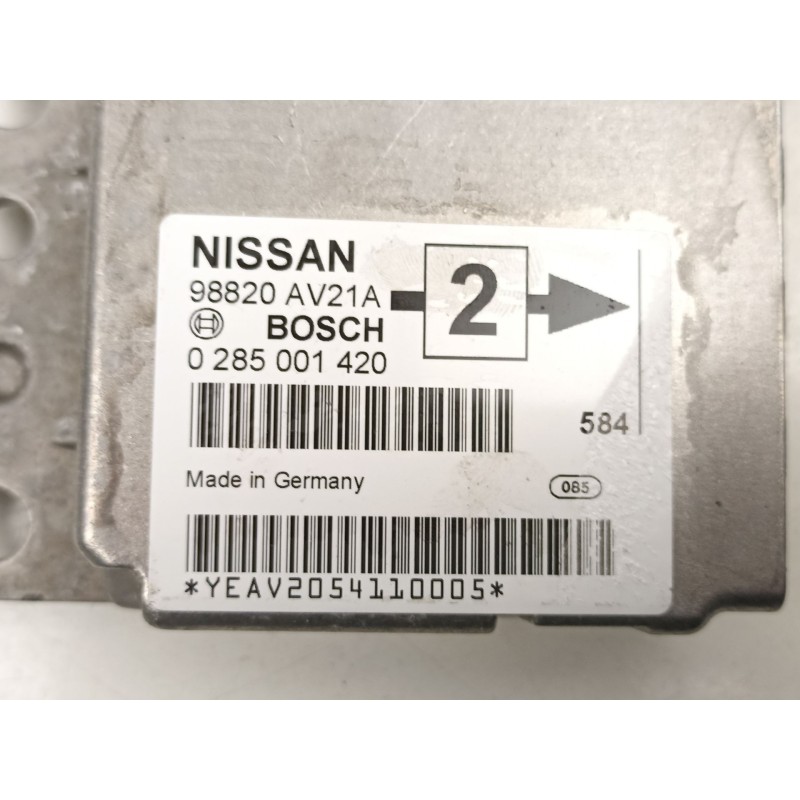 NISSAN
98820 AV21A
2
BOSCH
0 285 001 420
584
Made in Germany
085
*YEAV2054110005*